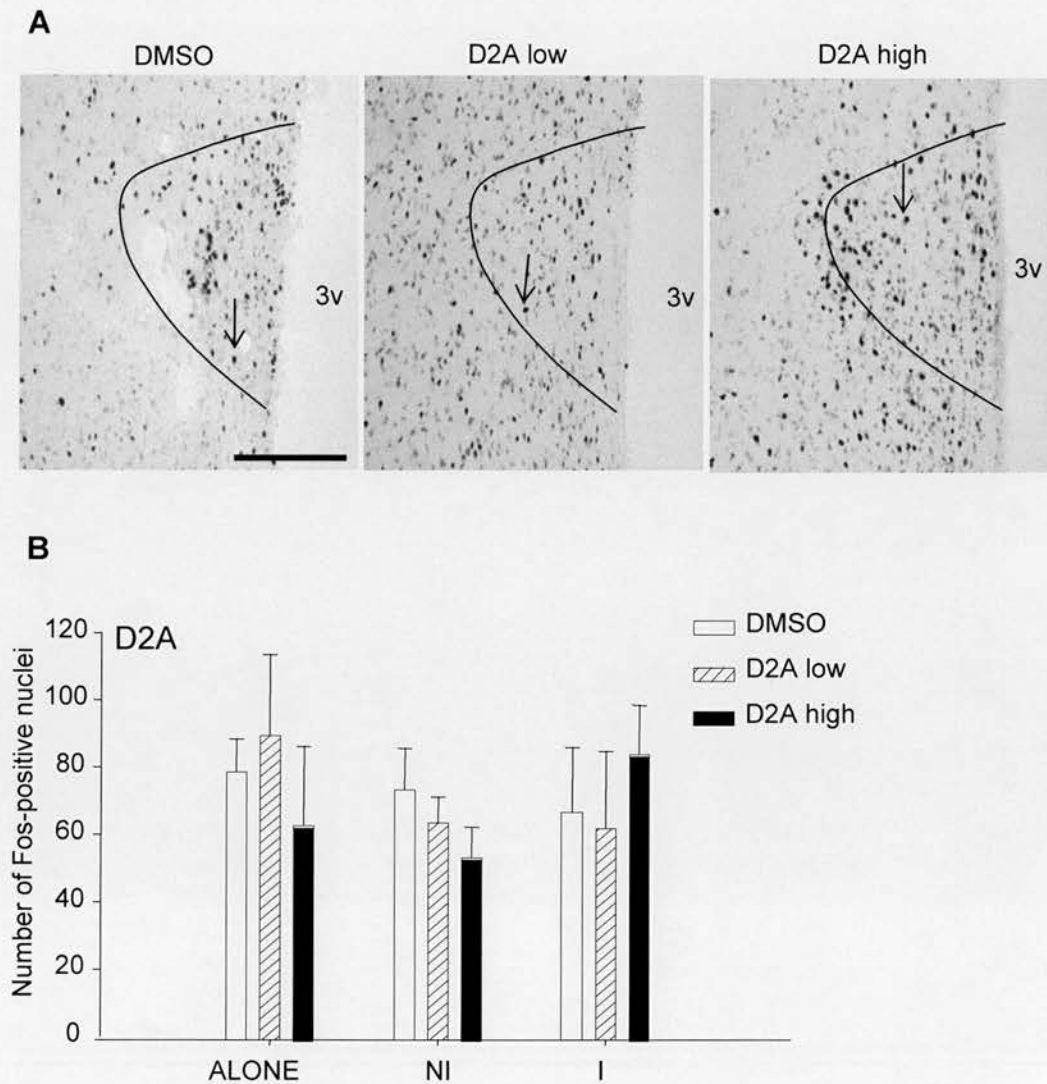 A
DMSO
D2A low
D2A high
3v
3v
3v
B
D2A
DMSO
D2A low
D2A high
Number of Fos-positive nuclei
120
100
80
60
40
20
0
ALONE
NI
I